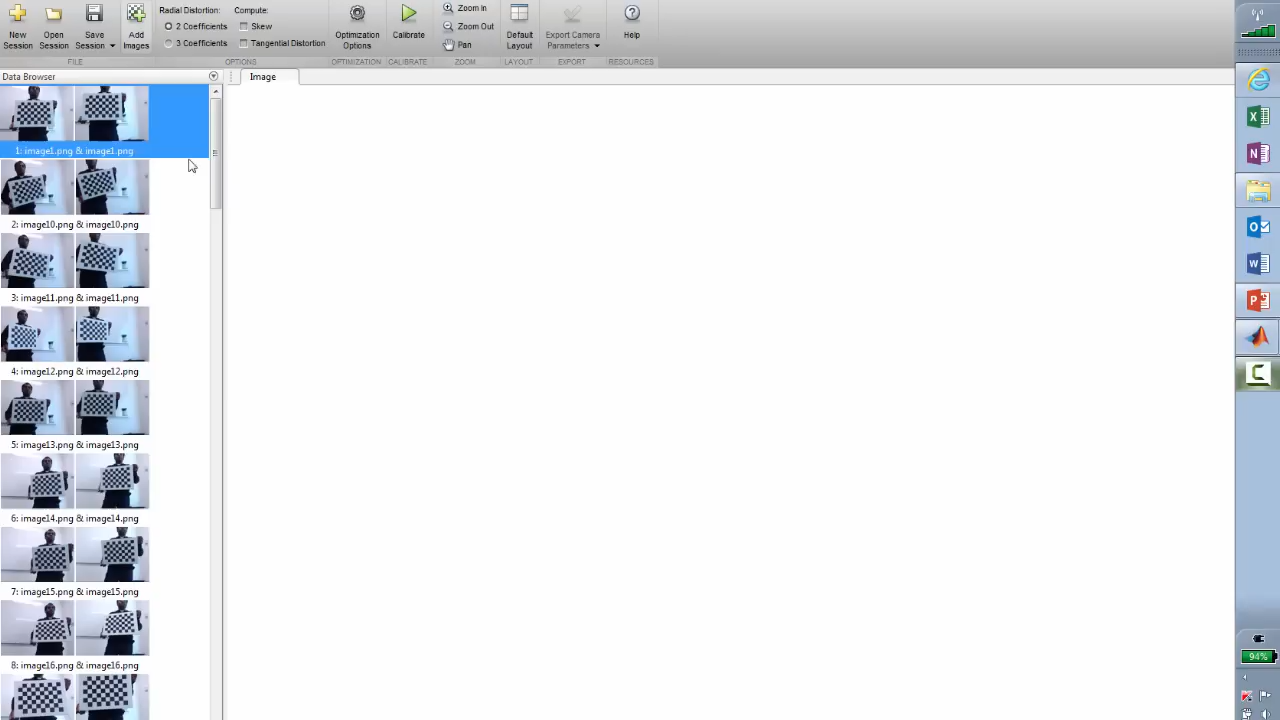 Radial Distortion: Compute:
2 Coefficients Skew
3 Coefficients Tangential Distortion
New Session
Open Session
Save Session
Add Images
Optimization Options
Calibrate
Zoom In
Zoom Out
Pan
Default Layout
Export Camera Parameters
Help
FILE OPTIONS OPTIMIZATION CALIBRATE ZOOM LAYOUT EXPORT RESOURCES
Data Browser
Image
1: image1.png & image1.png
2: image10.png & image10.png
3: image11.png & image11.png
4: image12.png & image12.png
5: image13.png & image13.png
6: image14.png & image14.png
7: image15.png & image15.png
8: image16.png & image16.png
94%